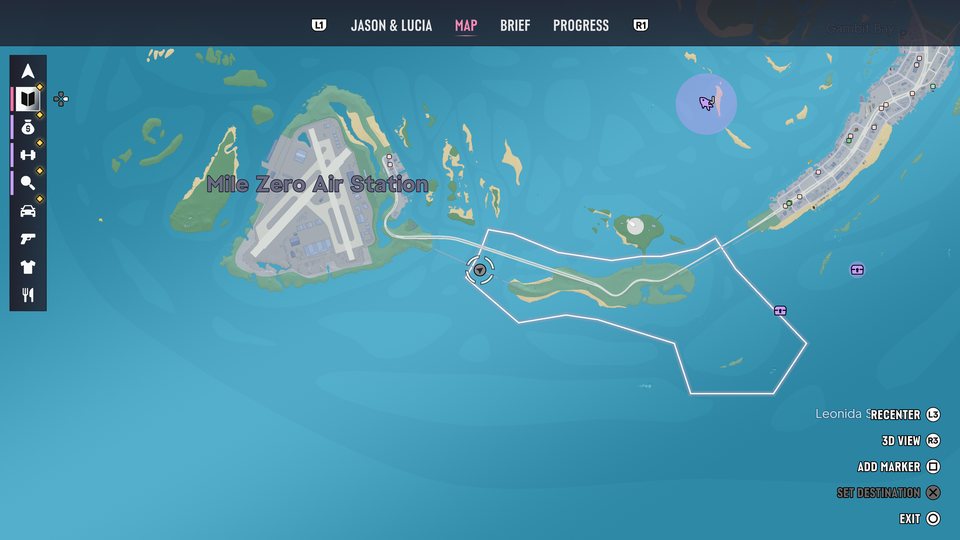 L1 JASON & LUCIA MAP BRIEF PROGRESS R1
Gambit Bay
Mile Zero Air Station
Leonida
RECENTER L3
3D VIEW R3
ADD MARKER
SET DESTINATION
EXIT